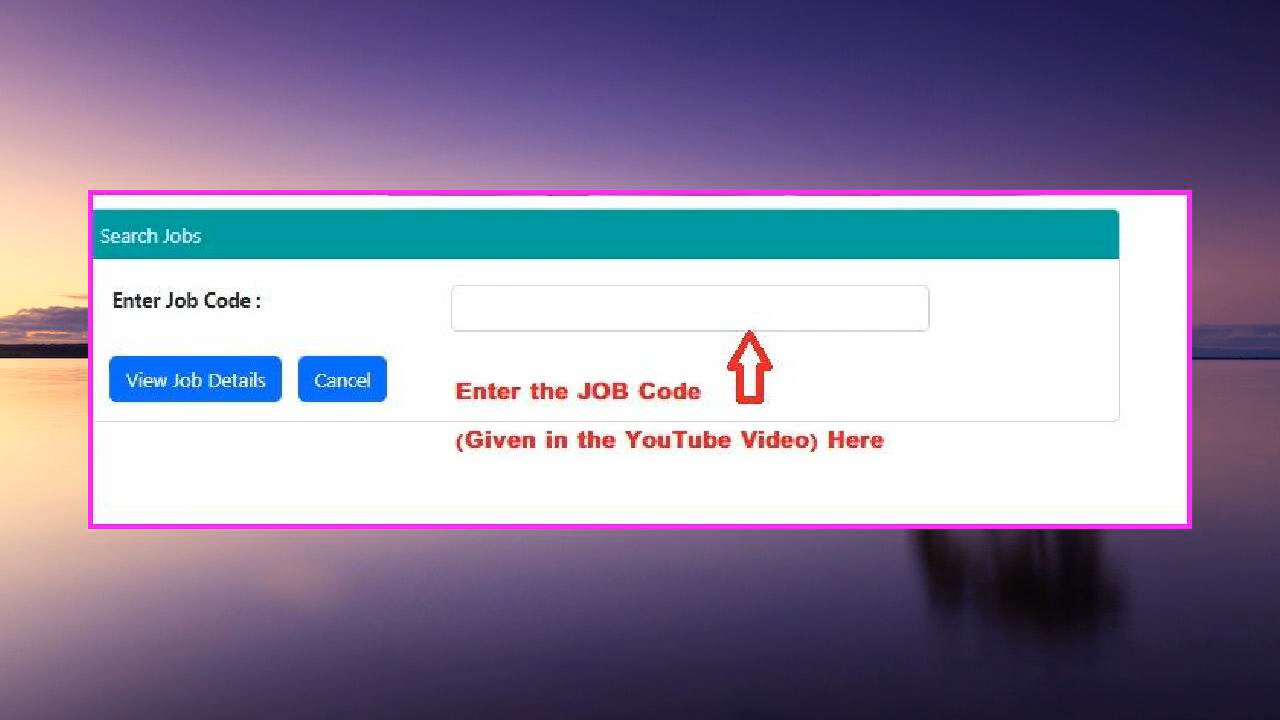 Search Jobs
Enter Job Code :
View Job Details
Cancel
Enter the JOB Code
(Given in the YouTube Video) Here